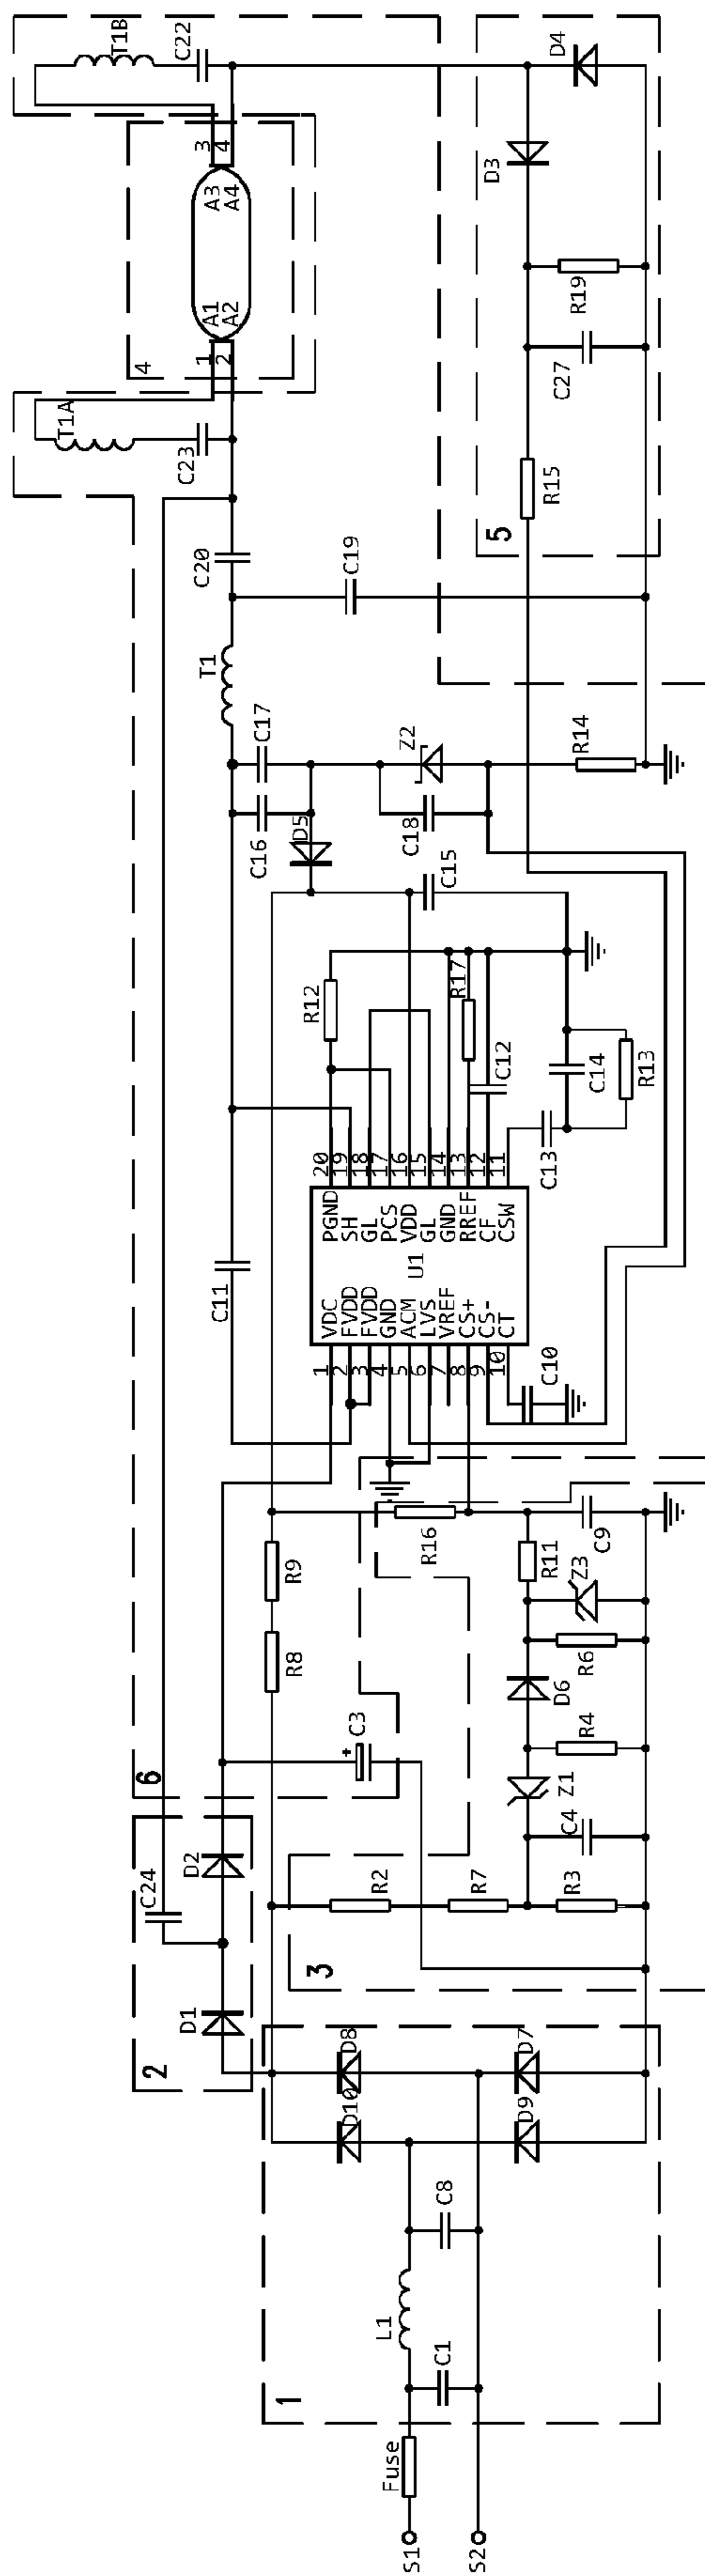 S1
S2
Fuse
1
C1
L1
C8
D10
D8
D9
D7
2
D1
D2
C24
3
R2
R7
R3
C4
Z1
R4
D6
R6
Z3
R11
C9
R16
C3
R8
R9
6
C11
U1
1 VDC
2 FVDD
3 FVDD
4 GND
5 ACM
6 LVS
7 VREF
8 CS+
9 CS-
10 CT
20 PGND
19 SH
18 GL
17 PCS
16 VDD
15 GL
14 GND
13 RREF
12 CF
11 CSW
C10
R12
R17
C12
C13
C14
R13
C15
D5
C16
C17
C18
Z2
R14
T1
C19
C20
C23
T1A
4
1
2
A1
A2
A3
A4
3
4
T1B
C22
5
R15
C27
R19
D3
D4